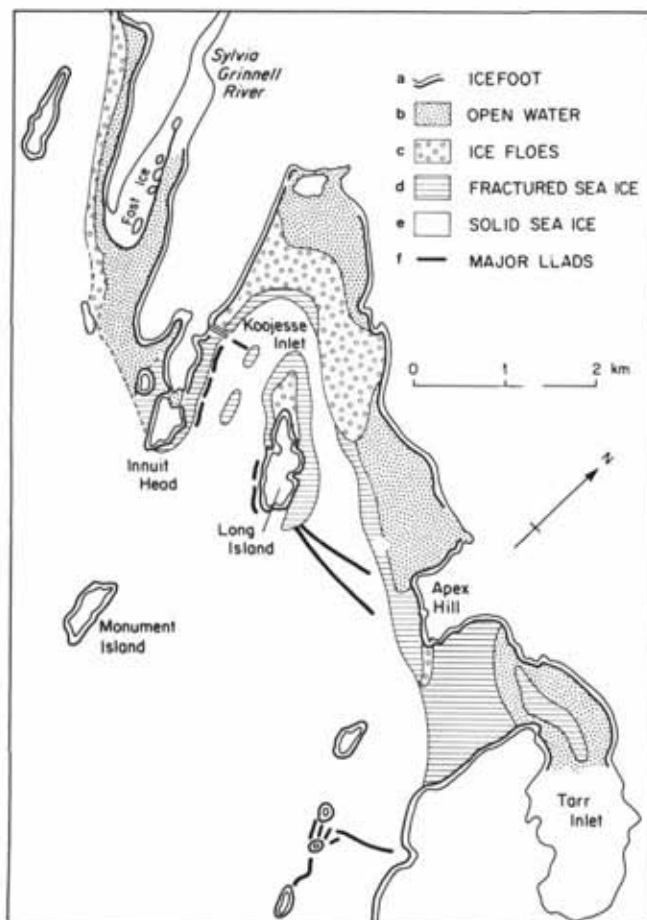 Sylvia
Grinnell
River
a ICEFOOT
b OPEN WATER
c ICE FLOES
d FRACTURED SEA ICE
e SOLID SEA ICE
f MAJOR LLADS
Fast Ice
Koojesse
Inlet
0 1 2 km
N
Innuit
Head
Long
Island
Apex
Hill
Monument
Island
Tarr
Inlet